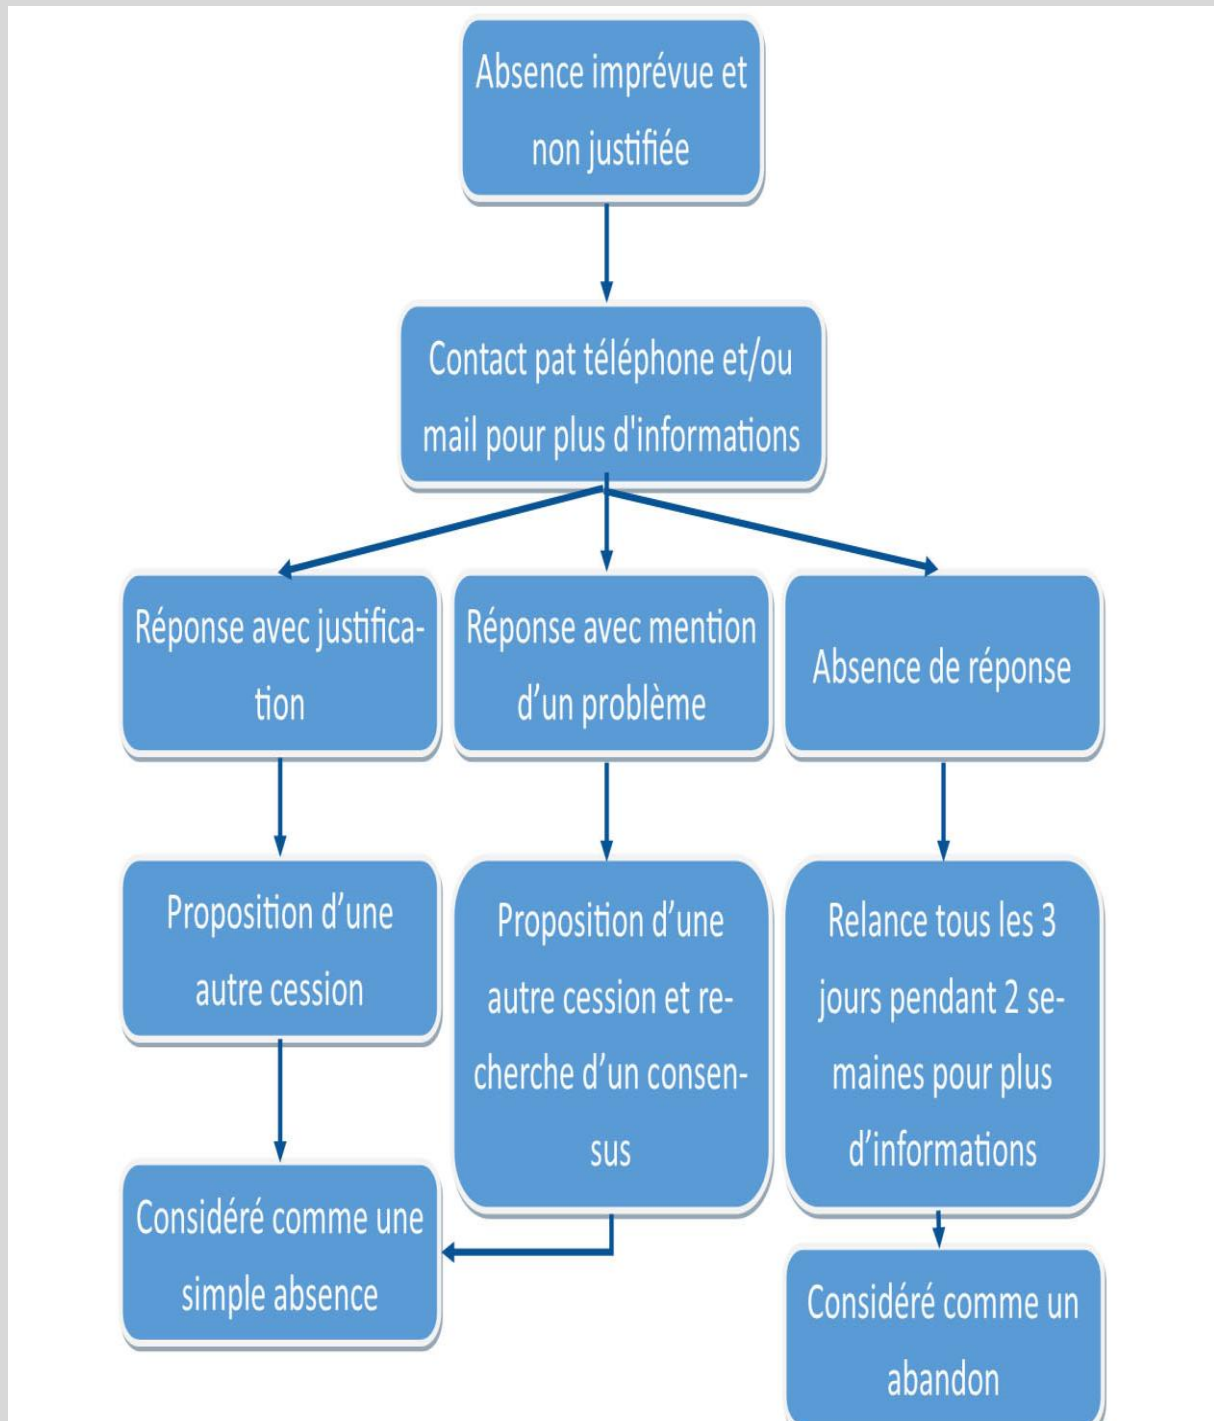 Absence imprévue et
non justifiée
Contact pat téléphone et/ou
mail pour plus d'informations
Réponse avec justifica-
tion
Réponse avec mention
d’un problème
Absence de réponse
Proposition d’une
autre cession
Proposition d’une
autre cession et re-
cherche d’un consen-
sus
Relance tous les 3
jours pendant 2 se-
maines pour plus
d’informations
Considéré comme une
simple absence
Considéré comme un
abandon